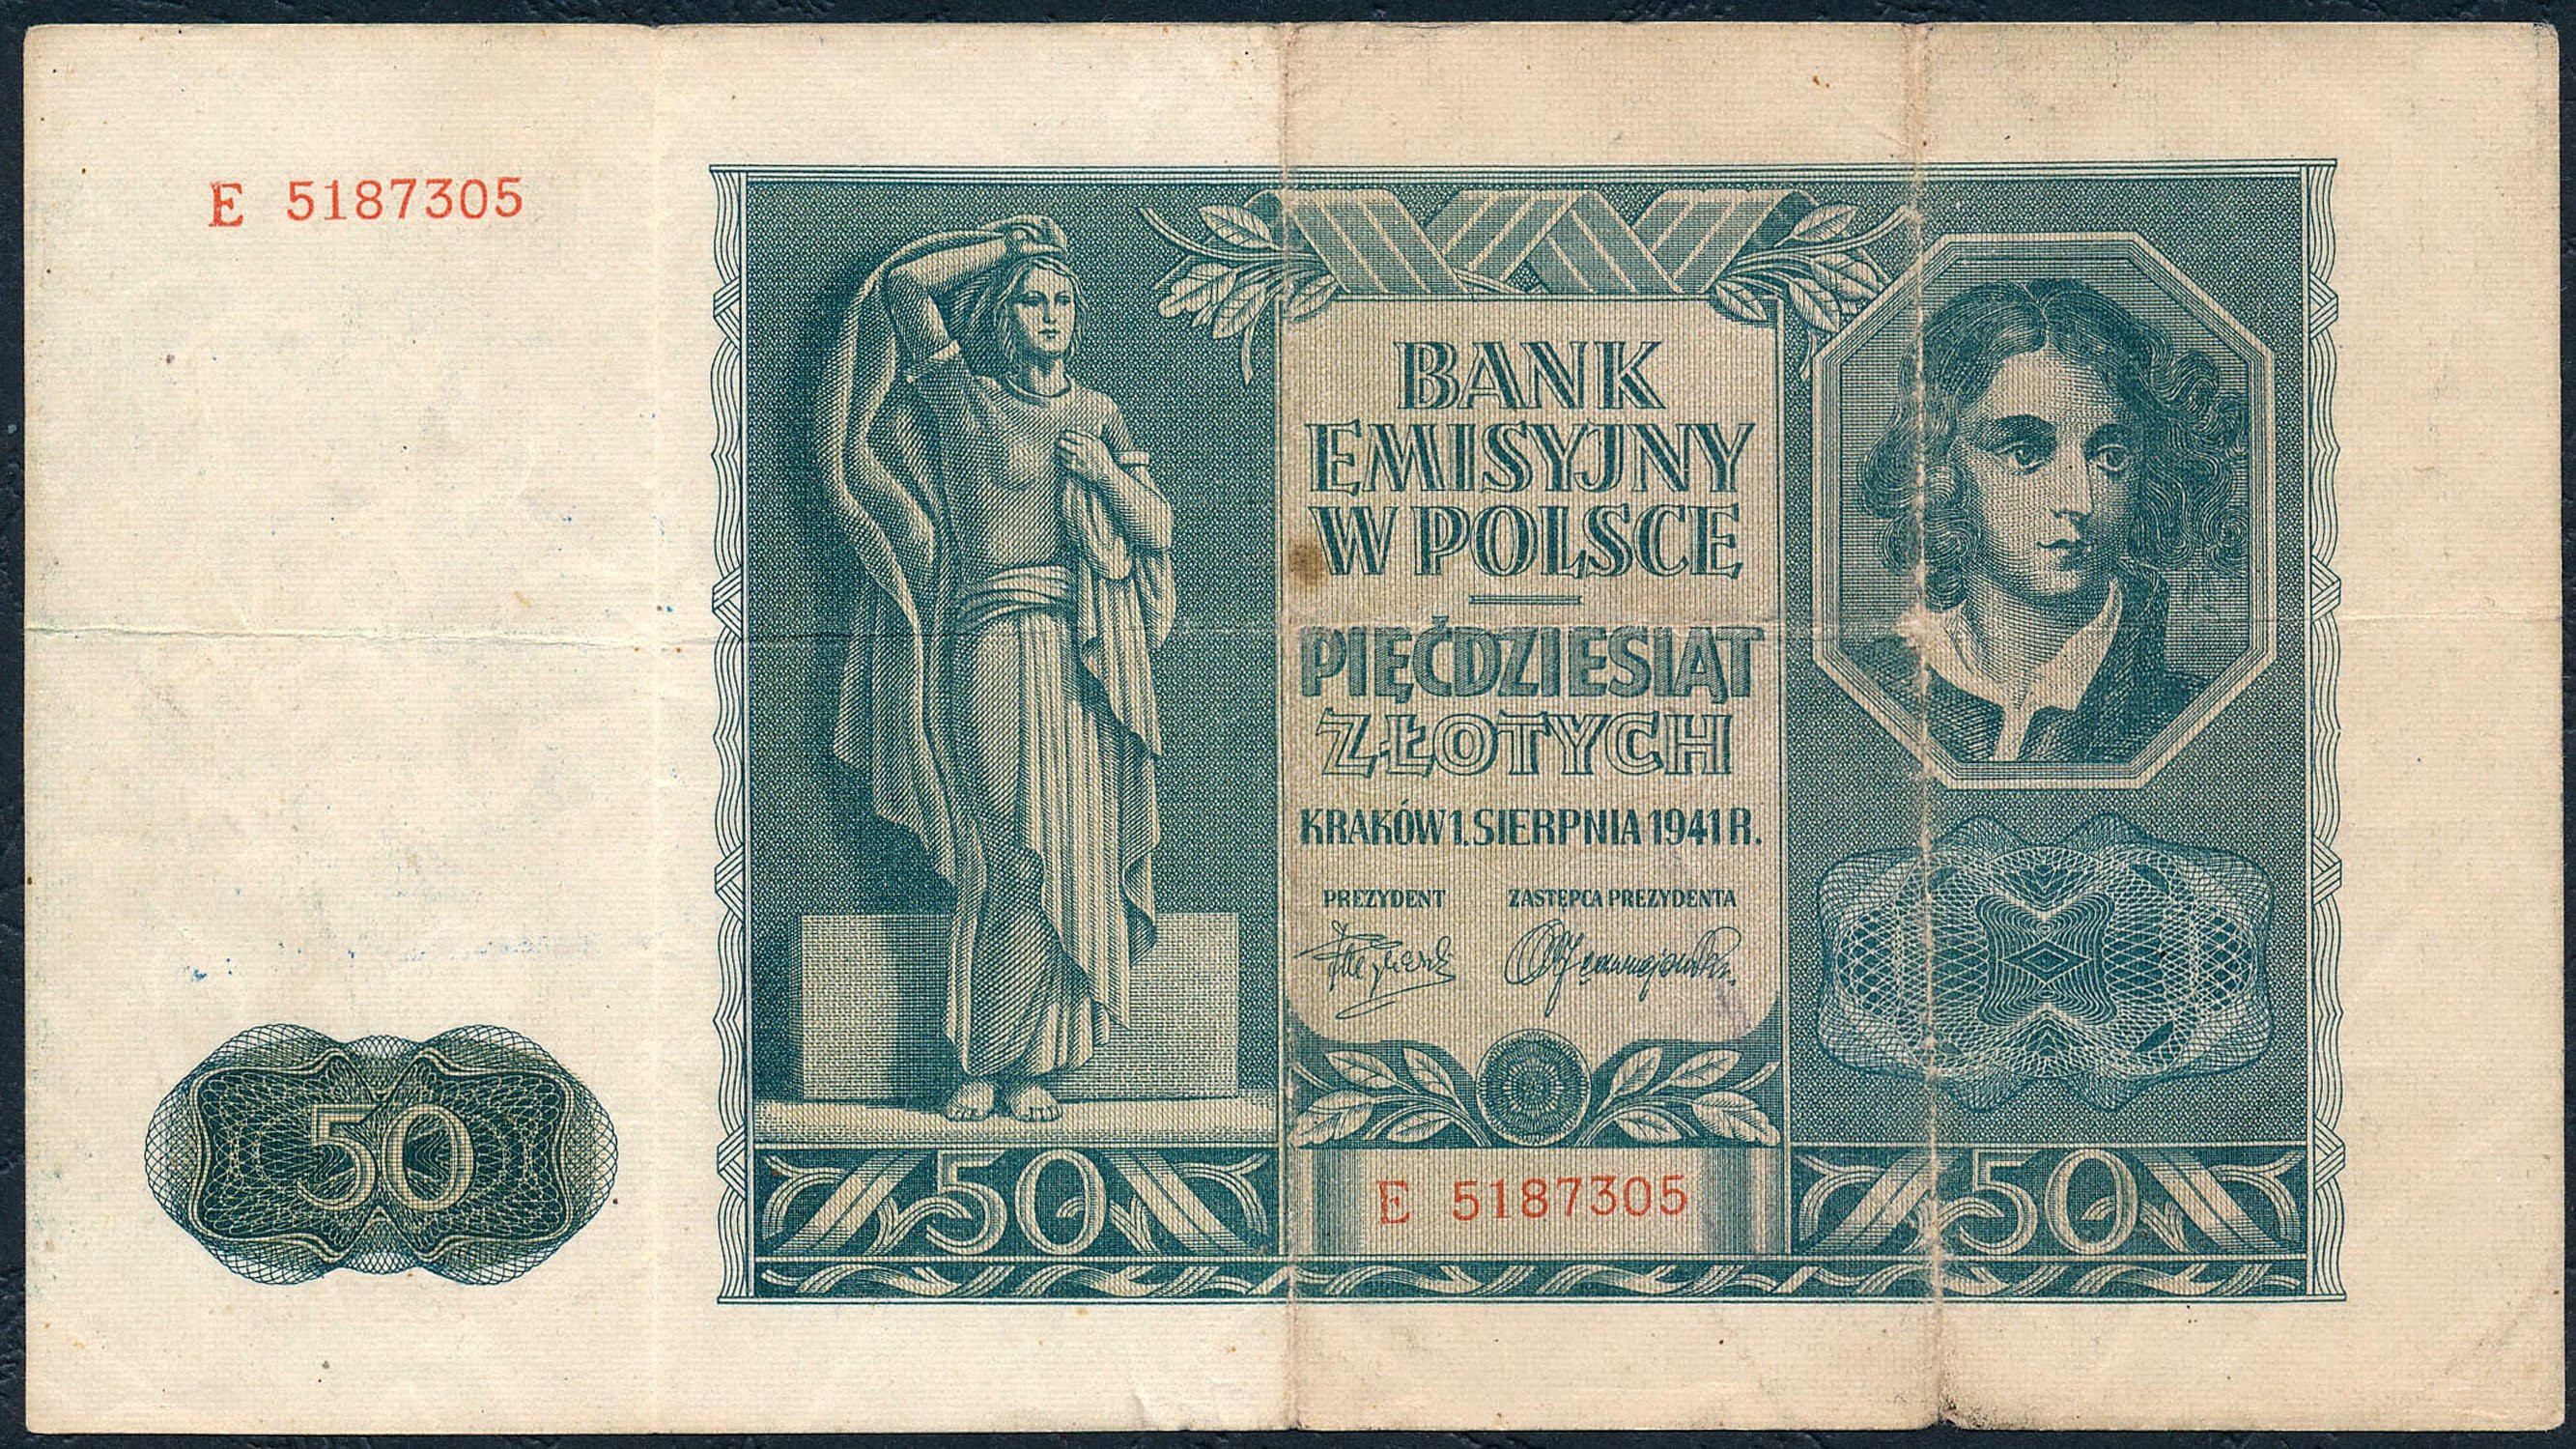 E 5187305
BANK
EMISYJNY
W POLSCE
PIĘĆDZIESIĄT
ZŁOTYCH
KRAKÓW 1. SIERPNIA 1941 R.
PREZYDENT ZASTĘPCA PREZYDENTA
50
50
50
E 5187305